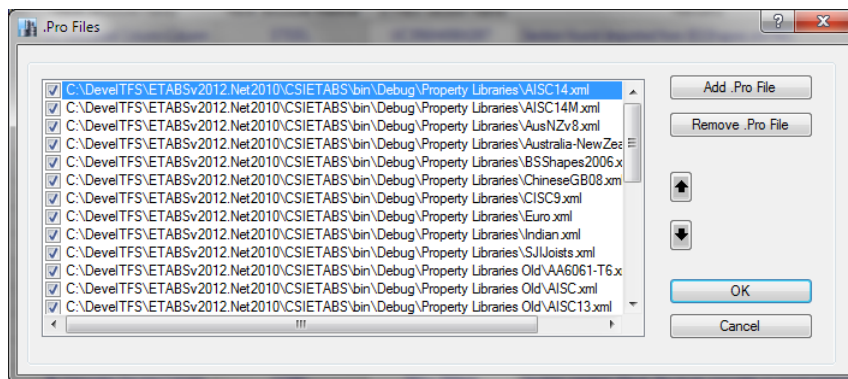 .Pro Files
C:\DevelTFS\ETABSv2012.Net2010\CSIETABS\bin\Debug\Property Libraries\AISC14.xml
C:\DevelTFS\ETABSv2012.Net2010\CSIETABS\bin\Debug\Property Libraries\AISC14M.xml
C:\DevelTFS\ETABSv2012.Net2010\CSIETABS\bin\Debug\Property Libraries\AusNZv8.xml
C:\DevelTFS\ETABSv2012.Net2010\CSIETABS\bin\Debug\Property Libraries\Australia-NewZea
C:\DevelTFS\ETABSv2012.Net2010\CSIETABS\bin\Debug\Property Libraries\BSShapes2006.x
C:\DevelTFS\ETABSv2012.Net2010\CSIETABS\bin\Debug\Property Libraries\ChineseGB08.xm
C:\DevelTFS\ETABSv2012.Net2010\CSIETABS\bin\Debug\Property Libraries\CISC9.xml
C:\DevelTFS\ETABSv2012.Net2010\CSIETABS\bin\Debug\Property Libraries\Euro.xml
C:\DevelTFS\ETABSv2012.Net2010\CSIETABS\bin\Debug\Property Libraries\Indian.xml
C:\DevelTFS\ETABSv2012.Net2010\CSIETABS\bin\Debug\Property Libraries\SJIJoists.xml
C:\DevelTFS\ETABSv2012.Net2010\CSIETABS\bin\Debug\Property Libraries Old\AA6061-T6.x
C:\DevelTFS\ETABSv2012.Net2010\CSIETABS\bin\Debug\Property Libraries Old\AISC.xml
C:\DevelTFS\ETABSv2012.Net2010\CSIETABS\bin\Debug\Property Libraries Old\AISC13.xml
Add .Pro File
Remove .Pro File
OK
Cancel